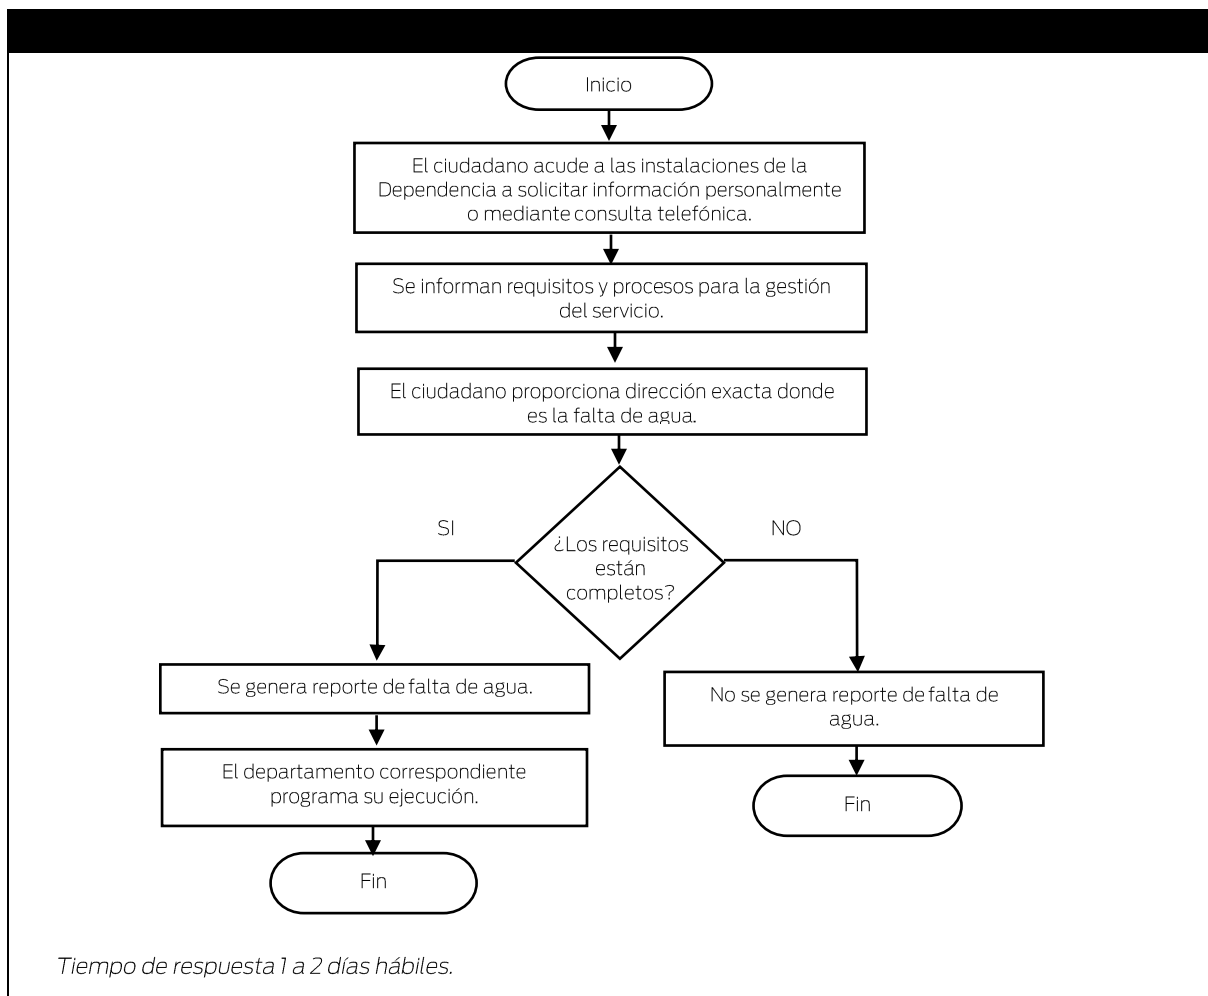 Inicio
El ciudadano acude a las instalaciones de la
Dependencia a solicitar información personalmente
o mediante consulta telefónica.
Se informan requisitos y procesos para la gestión
del servicio.
El ciudadano proporciona dirección exacta donde
es la falta de agua.
¿Los requisitos
están
completos?
SI
NO
Se genera reporte de falta de agua.
El departamento correspondiente
programa su ejecución.
Fin
No se genera reporte de falta de
agua.
Fin
Tiempo de respuesta 1 a 2 días hábiles.